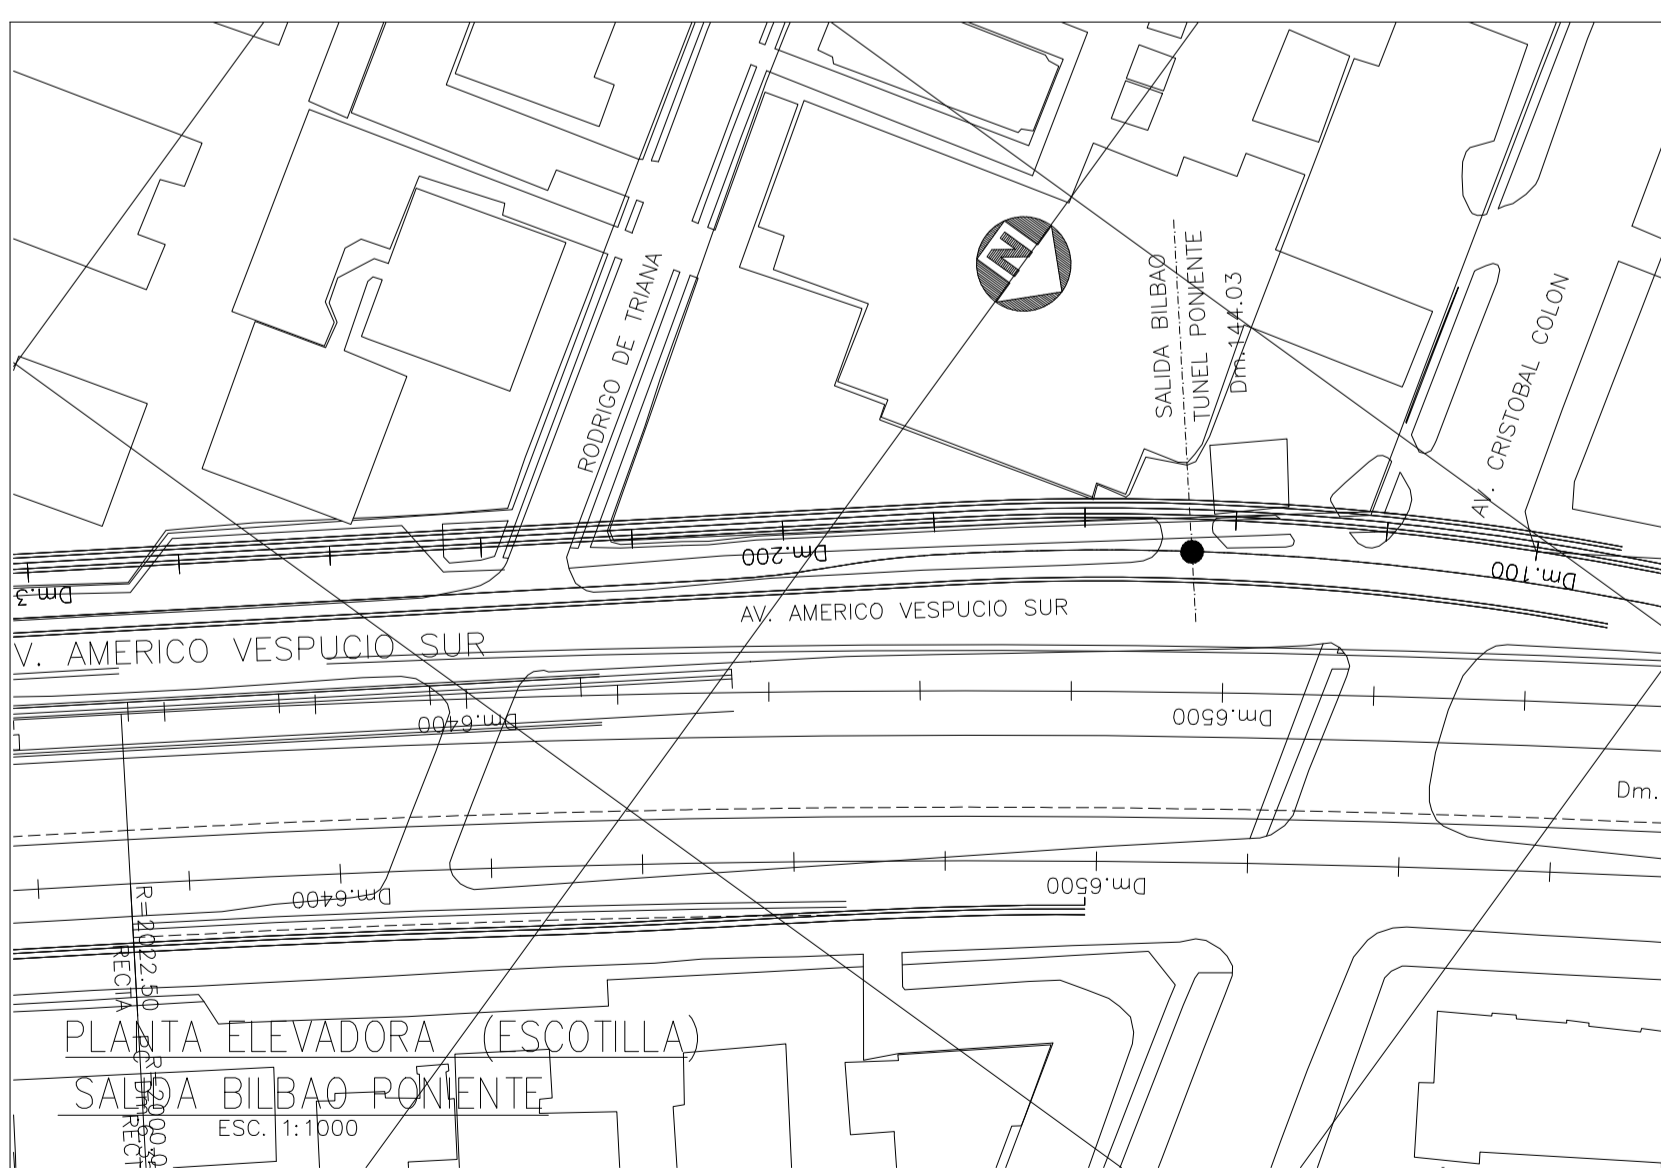 N
SALIDA BILBAO
TUNEL PONIENTE
Dm.144.03
RODRIGO DE TRIANA
AV. CRISTOBAL COLON
Dm.200
Dm.100
Dm.3
AV. AMERICO VESPUCIO SUR
V. AMERICO VESPUCIO SUR
Dm.6400
Dm.6500
Dm.
Dm.6400
Dm.6500
R=2022.50
RECTA
PLANTA ELEVADORA (ESCOTILLA)
SALIDA BILBAO PONIENTE
ESC. 1:1000